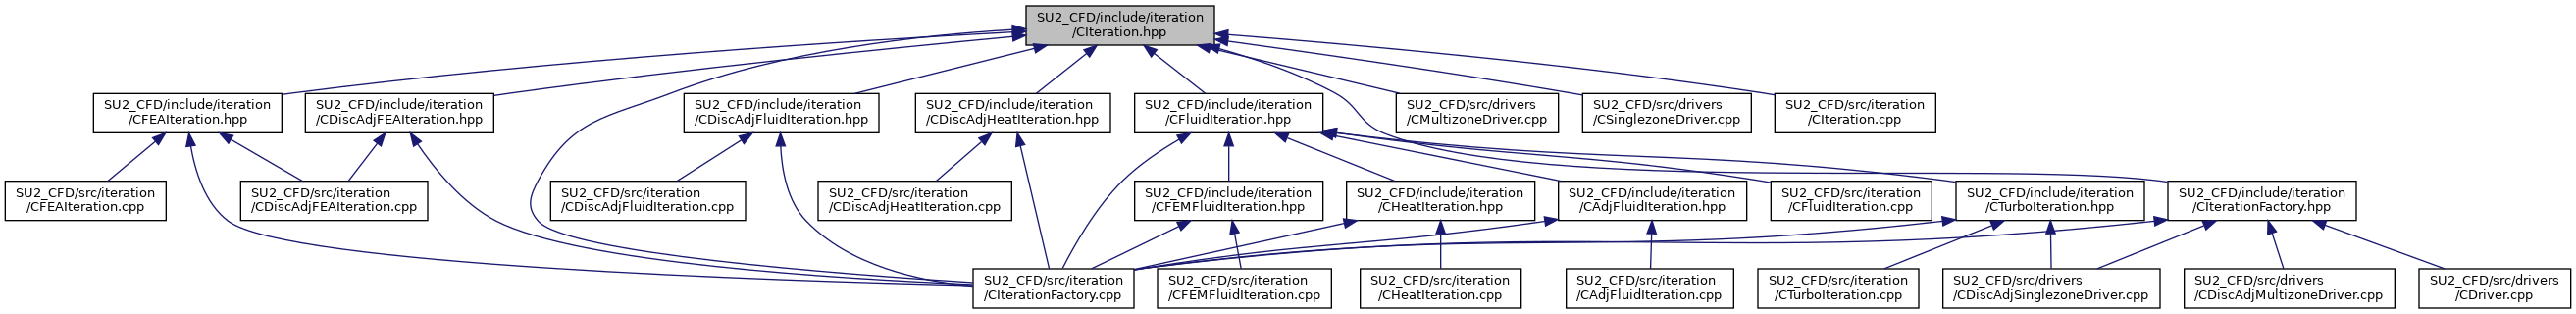 SU2_CFD/include/iteration
/CIteration.hpp
SU2_CFD/include/iteration
/CFEAIteration.hpp
SU2_CFD/include/iteration
/CDiscAdjFEAIteration.hpp
SU2_CFD/include/iteration
/CDiscAdjFluidIteration.hpp
SU2_CFD/include/iteration
/CDiscAdjHeatIteration.hpp
SU2_CFD/include/iteration
/CFluidIteration.hpp
SU2_CFD/src/drivers
/CMultizoneDriver.cpp
SU2_CFD/src/drivers
/CSinglezoneDriver.cpp
SU2_CFD/src/iteration
/CIteration.cpp
SU2_CFD/src/iteration
/CFEAIteration.cpp
SU2_CFD/src/iteration
/CDiscAdjFEAIteration.cpp
SU2_CFD/src/iteration
/CDiscAdjFluidIteration.cpp
SU2_CFD/src/iteration
/CDiscAdjHeatIteration.cpp
SU2_CFD/include/iteration
/CFEMFluidIteration.hpp
SU2_CFD/include/iteration
/CHeatIteration.hpp
SU2_CFD/include/iteration
/CAdjFluidIteration.hpp
SU2_CFD/src/iteration
/CFluidIteration.cpp
SU2_CFD/include/iteration
/CTurboIteration.hpp
SU2_CFD/include/iteration
/CIterationFactory.hpp
SU2_CFD/src/iteration
/CIterationFactory.cpp
SU2_CFD/src/iteration
/CFEMFluidIteration.cpp
SU2_CFD/src/iteration
/CHeatIteration.cpp
SU2_CFD/src/iteration
/CAdjFluidIteration.cpp
SU2_CFD/src/iteration
/CTurboIteration.cpp
SU2_CFD/src/drivers
/CDiscAdjSinglezoneDriver.cpp
SU2_CFD/src/drivers
/CDiscAdjMultizoneDriver.cpp
SU2_CFD/src/drivers
/CDriver.cpp